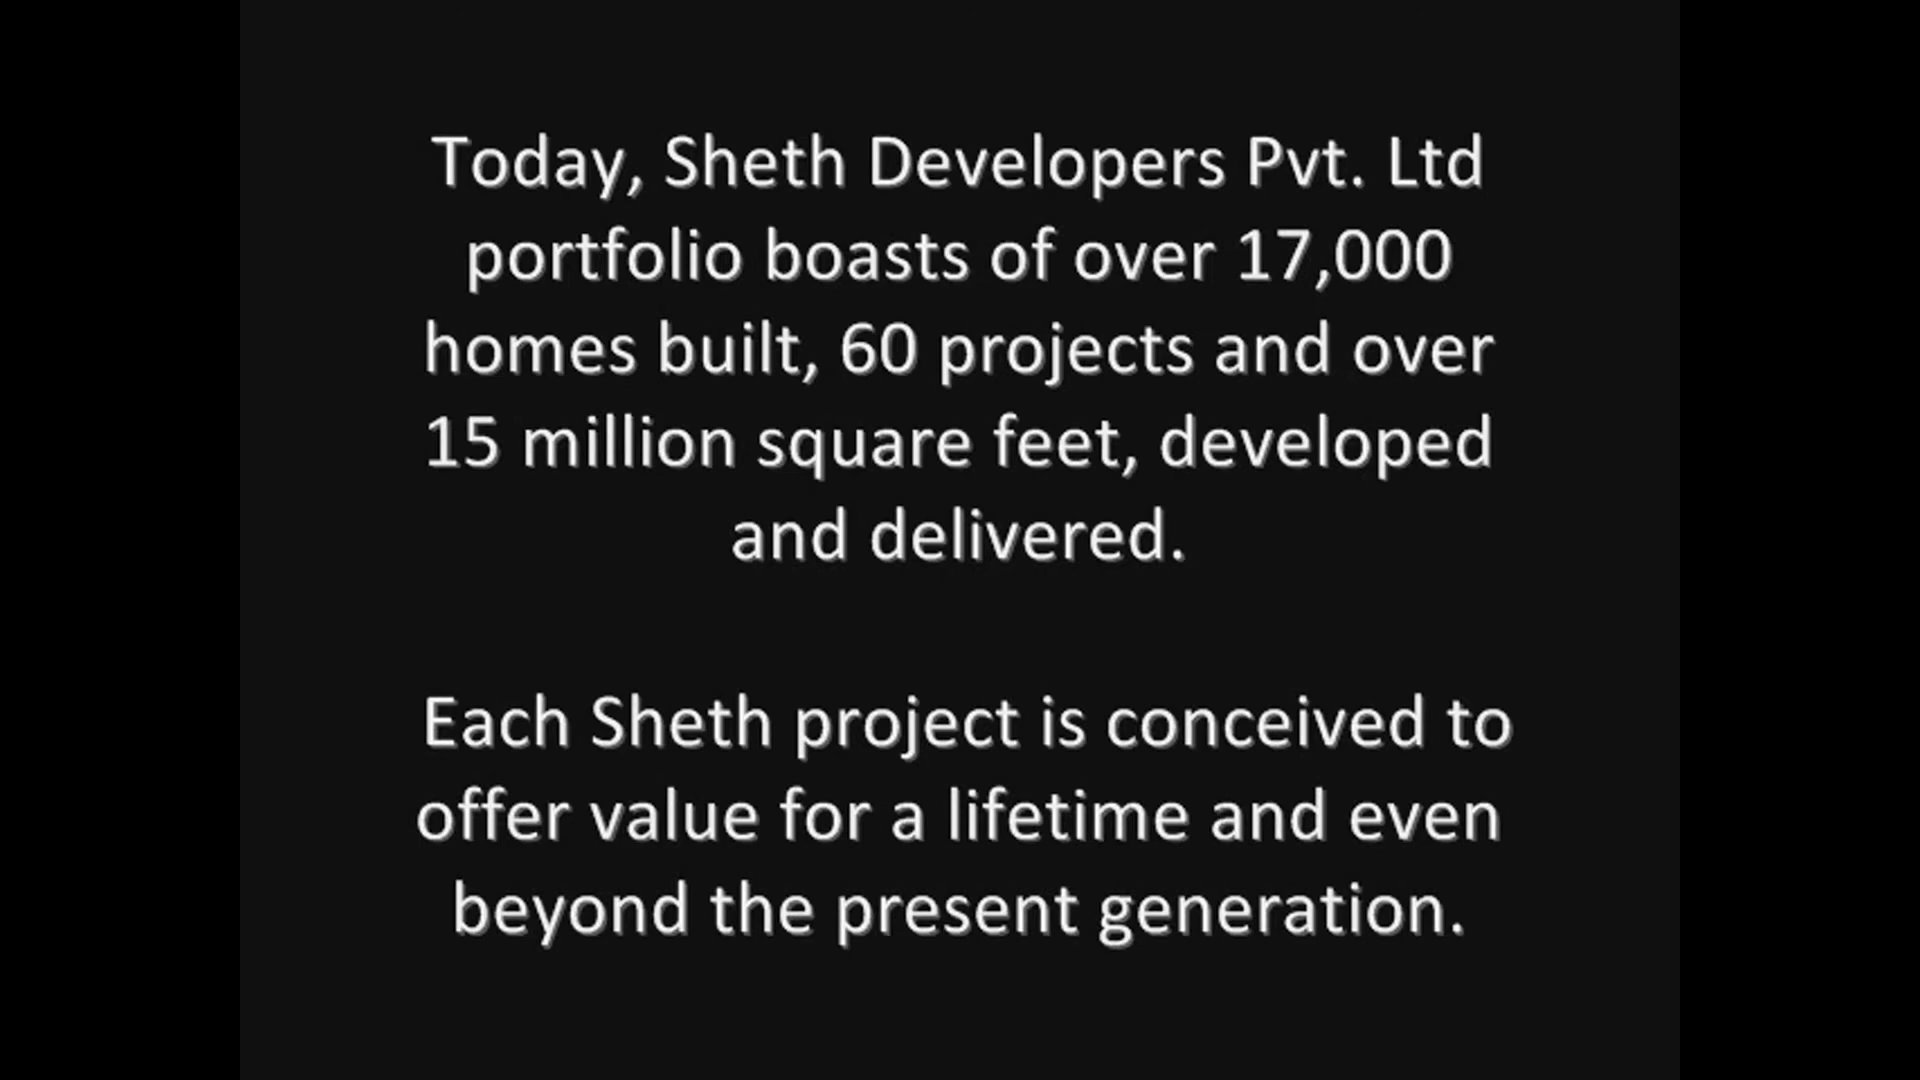 Today, Sheth Developers Pvt. Ltd
portfolio boasts of over 17,000
homes built, 60 projects and over
15 million square feet, developed
and delivered.
Each Sheth project is conceived to
offer value for a lifetime and even
beyond the present generation.